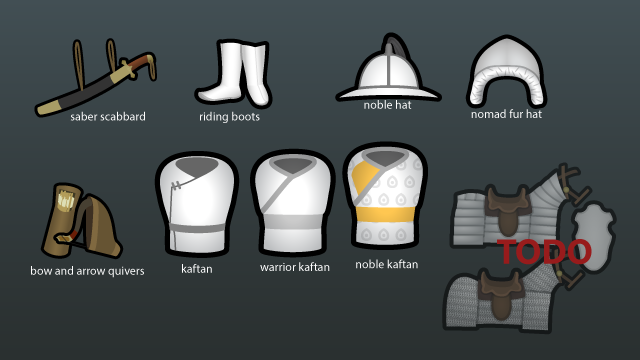 saber scabbard
riding boots
noble hat
nomad fur hat
bow and arrow quivers
kaftan
warrior kaftan
noble kaftan
TODO